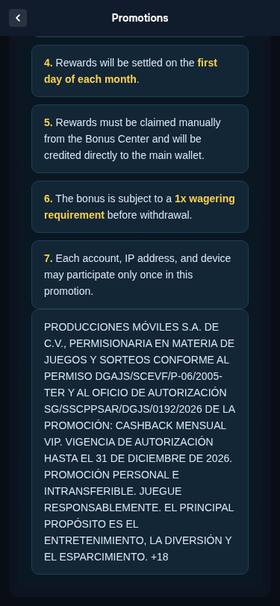 Promotions
4. Rewards will be settled on the first
day of each month.
5. Rewards must be claimed manually
from the Bonus Center and will be
credited directly to the main wallet.
6. The bonus is subject to a 1x wagering
requirement before withdrawal.
7. Each account, IP address, and device
may participate only once in this
promotion.
PRODUCCIONES MÓVILES S.A. DE
C.V., PERMISIONARIA EN MATERIA DE
JUEGOS Y SORTEOS CONFORME AL
PERMISO DGAJS/SCEVF/P-06/2005-
TER Y AL OFICIO DE AUTORIZACIÓN
SG/SSCPPSAR/DGJS/0192/2026 DE LA
PROMOCIÓN: CASHBACK MENSUAL
VIP. VIGENCIA DE AUTORIZACIÓN
HASTA EL 31 DE DICIEMBRE DE 2026.
PROMOCIÓN PERSONAL E
INTRANSFERIBLE. JUEGUE
RESPONSABLEMENTE. EL PRINCIPAL
PROPÓSITO ES EL
ENTRETENIMIENTO, LA DIVERSIÓN Y
EL ESPARCIMIENTO. +18